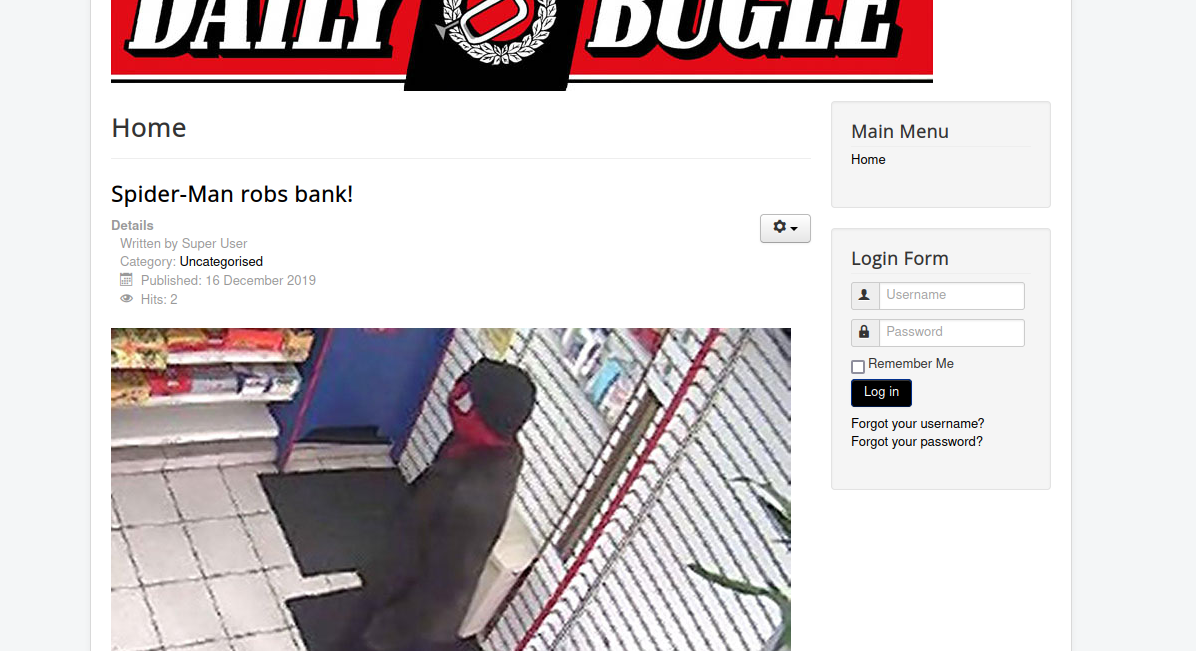 DAILY BUGLE
Home
Spider-Man robs bank!
Details
Written by Super User
Category: Uncategorised
Published: 16 December 2019
Hits: 2
Main Menu
Home
Login Form
Username
Password
Remember Me
Log in
Forgot your username?
Forgot your password?